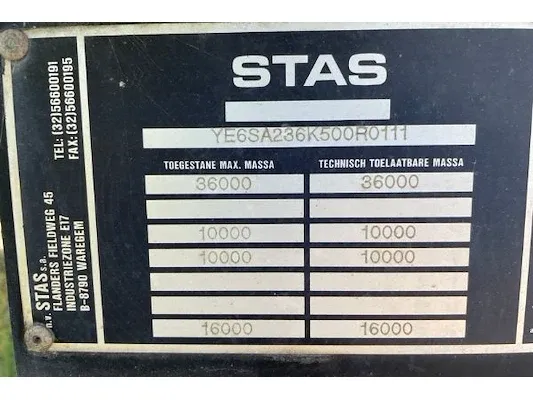 STAS
YE6SA236K500R0111
TOEGESTANE MAX. MASSA TECHNISCH TOELAATBARE MASSA
36000 36000
10000 10000
10000 10000
16000 16000
n.v. STAS s.a.
FLANDERS FIELDWEG 45
INDUSTRIEZONE E17
B-8790 WAREGEM
TEL: (32)56600191
FAX: (32)56600195